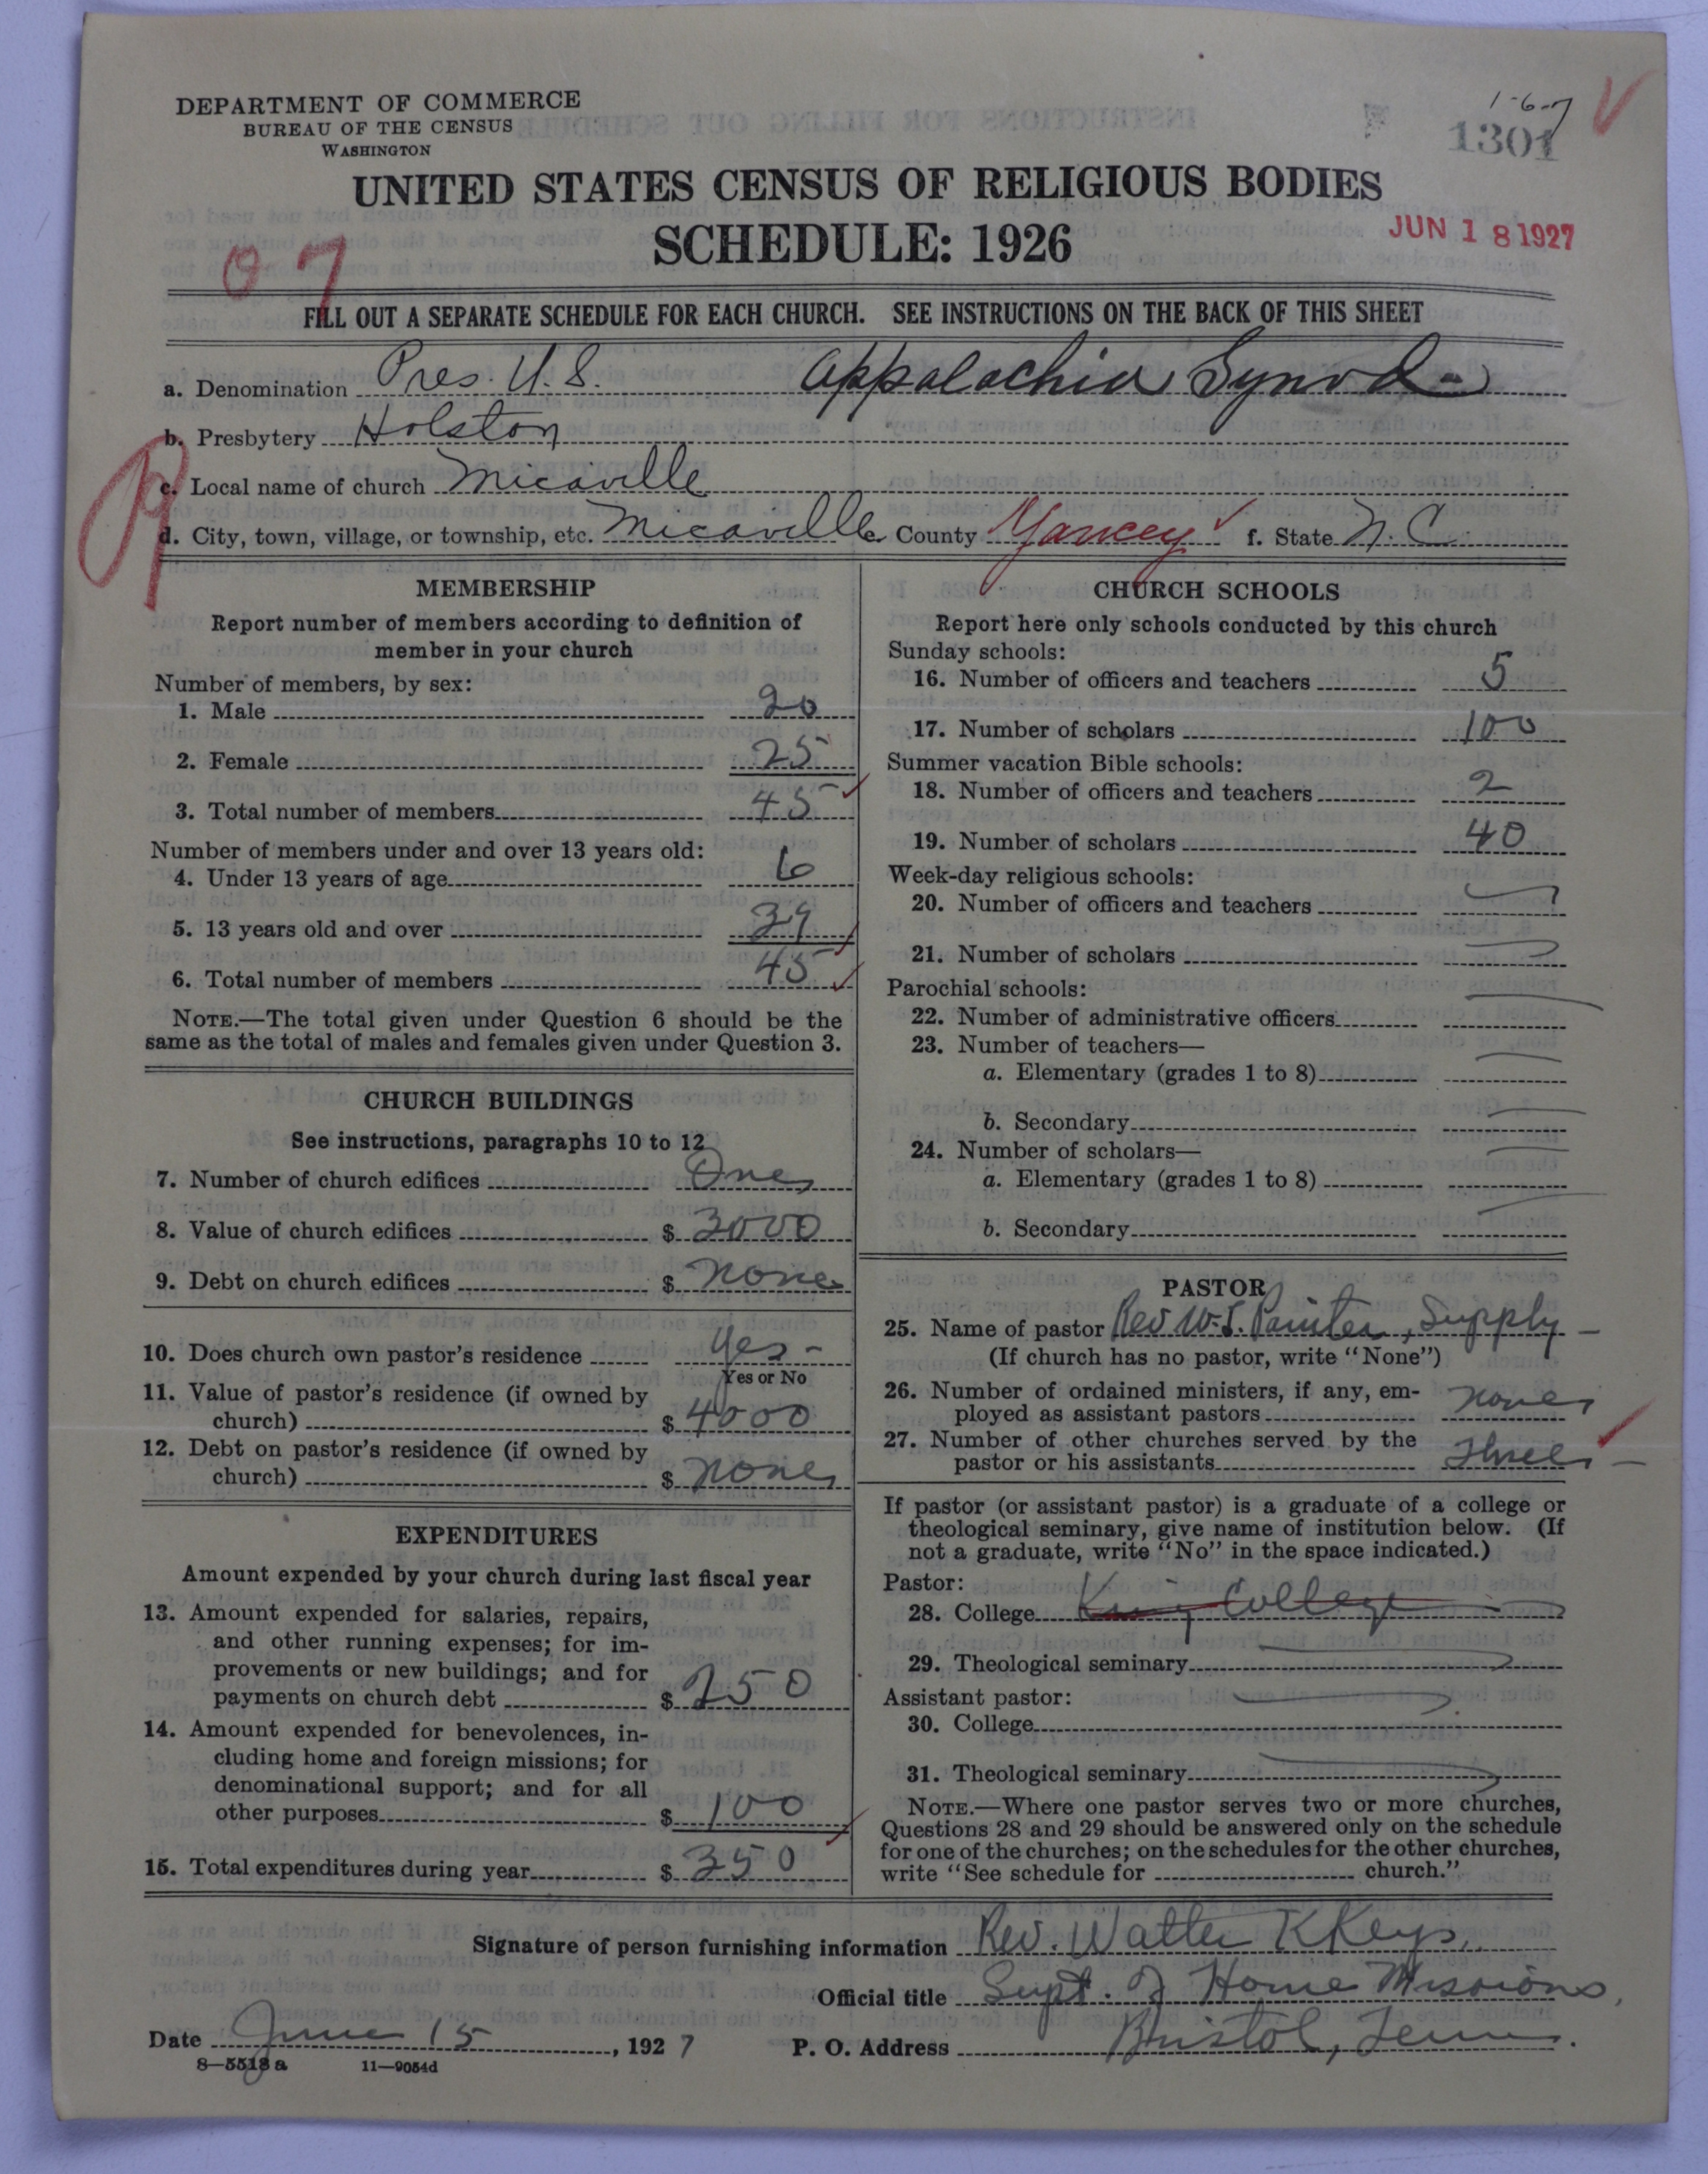 DEPARTMENT OF COMMERCE
BUREAU OF THE CENSUS
WASHINGTON
1-6-7
1301
UNITED STATES CENSUS OF RELIGIOUS BODIES
SCHEDULE: 1926
JUN 18 1927
07
FILL OUT A SEPARATE SCHEDULE FOR EACH CHURCH. SEE INSTRUCTIONS ON THE BACK OF THIS SHEET
a. Denomination Pres. U.S. Appalachia Synod-
b. Presbytery Holston
c. Local name of church Micaville
d. City, town, village, or township, etc. Micaville e. County Yancey f. State N.C.
MEMBERSHIP
Report number of members according to definition of
member in your church
Number of members, by sex:
1. Male 20
2. Female 25
3. Total number of members 45
Number of members under and over 13 years old:
4. Under 13 years of age 6
5. 13 years old and over 39
6. Total number of members 45
NOTE.—The total given under Question 6 should be the
same as the total of males and females given under Question 3.
CHURCH BUILDINGS
See instructions, paragraphs 10 to 12
7. Number of church edifices One
8. Value of church edifices $ 3000
9. Debt on church edifices $ none
10. Does church own pastor's residence Yes -
Yes or No
11. Value of pastor's residence (if owned by
church) $ 4000
12. Debt on pastor's residence (if owned by
church) $ none
EXPENDITURES
Amount expended by your church during last fiscal year
13. Amount expended for salaries, repairs,
and other running expenses; for im-
provements or new buildings; and for
payments on church debt $ 250
14. Amount expended for benevolences, in-
cluding home and foreign missions; for
denominational support; and for all
other purposes $ 100
15. Total expenditures during year $ 350
CHURCH SCHOOLS
Report here only schools conducted by this church
Sunday schools:
16. Number of officers and teachers 5
17. Number of scholars 100
Summer vacation Bible schools:
18. Number of officers and teachers 2
19. Number of scholars 40
Week-day religious schools:
20. Number of officers and teachers
21. Number of scholars
Parochial schools:
22. Number of administrative officers
23. Number of teachers—
a. Elementary (grades 1 to 8)
b. Secondary
24. Number of scholars—
a. Elementary (grades 1 to 8)
b. Secondary
PASTOR
25. Name of pastor Rev W.S. Painter, Supply -
(If church has no pastor, write "None")
26. Number of ordained ministers, if any, em-
ployed as assistant pastors none
27. Number of other churches served by the
pastor or his assistants Three -
If pastor (or assistant pastor) is a graduate of a college or
theological seminary, give name of institution below. (If
not a graduate, write "No" in the space indicated.)
Pastor:
28. College King College
29. Theological seminary
Assistant pastor:
30. College
31. Theological seminary
NOTE.—Where one pastor serves two or more churches,
Questions 28 and 29 should be answered only on the schedule
for one of the churches; on the schedules for the other churches,
write "See schedule for church."
Signature of person furnishing information Rev. Walter K Keys,
Official title Supt. of Home Missions,
Date June 15, 1927 P. O. Address Bristol, Tenn.
8-5518a 11-9054d